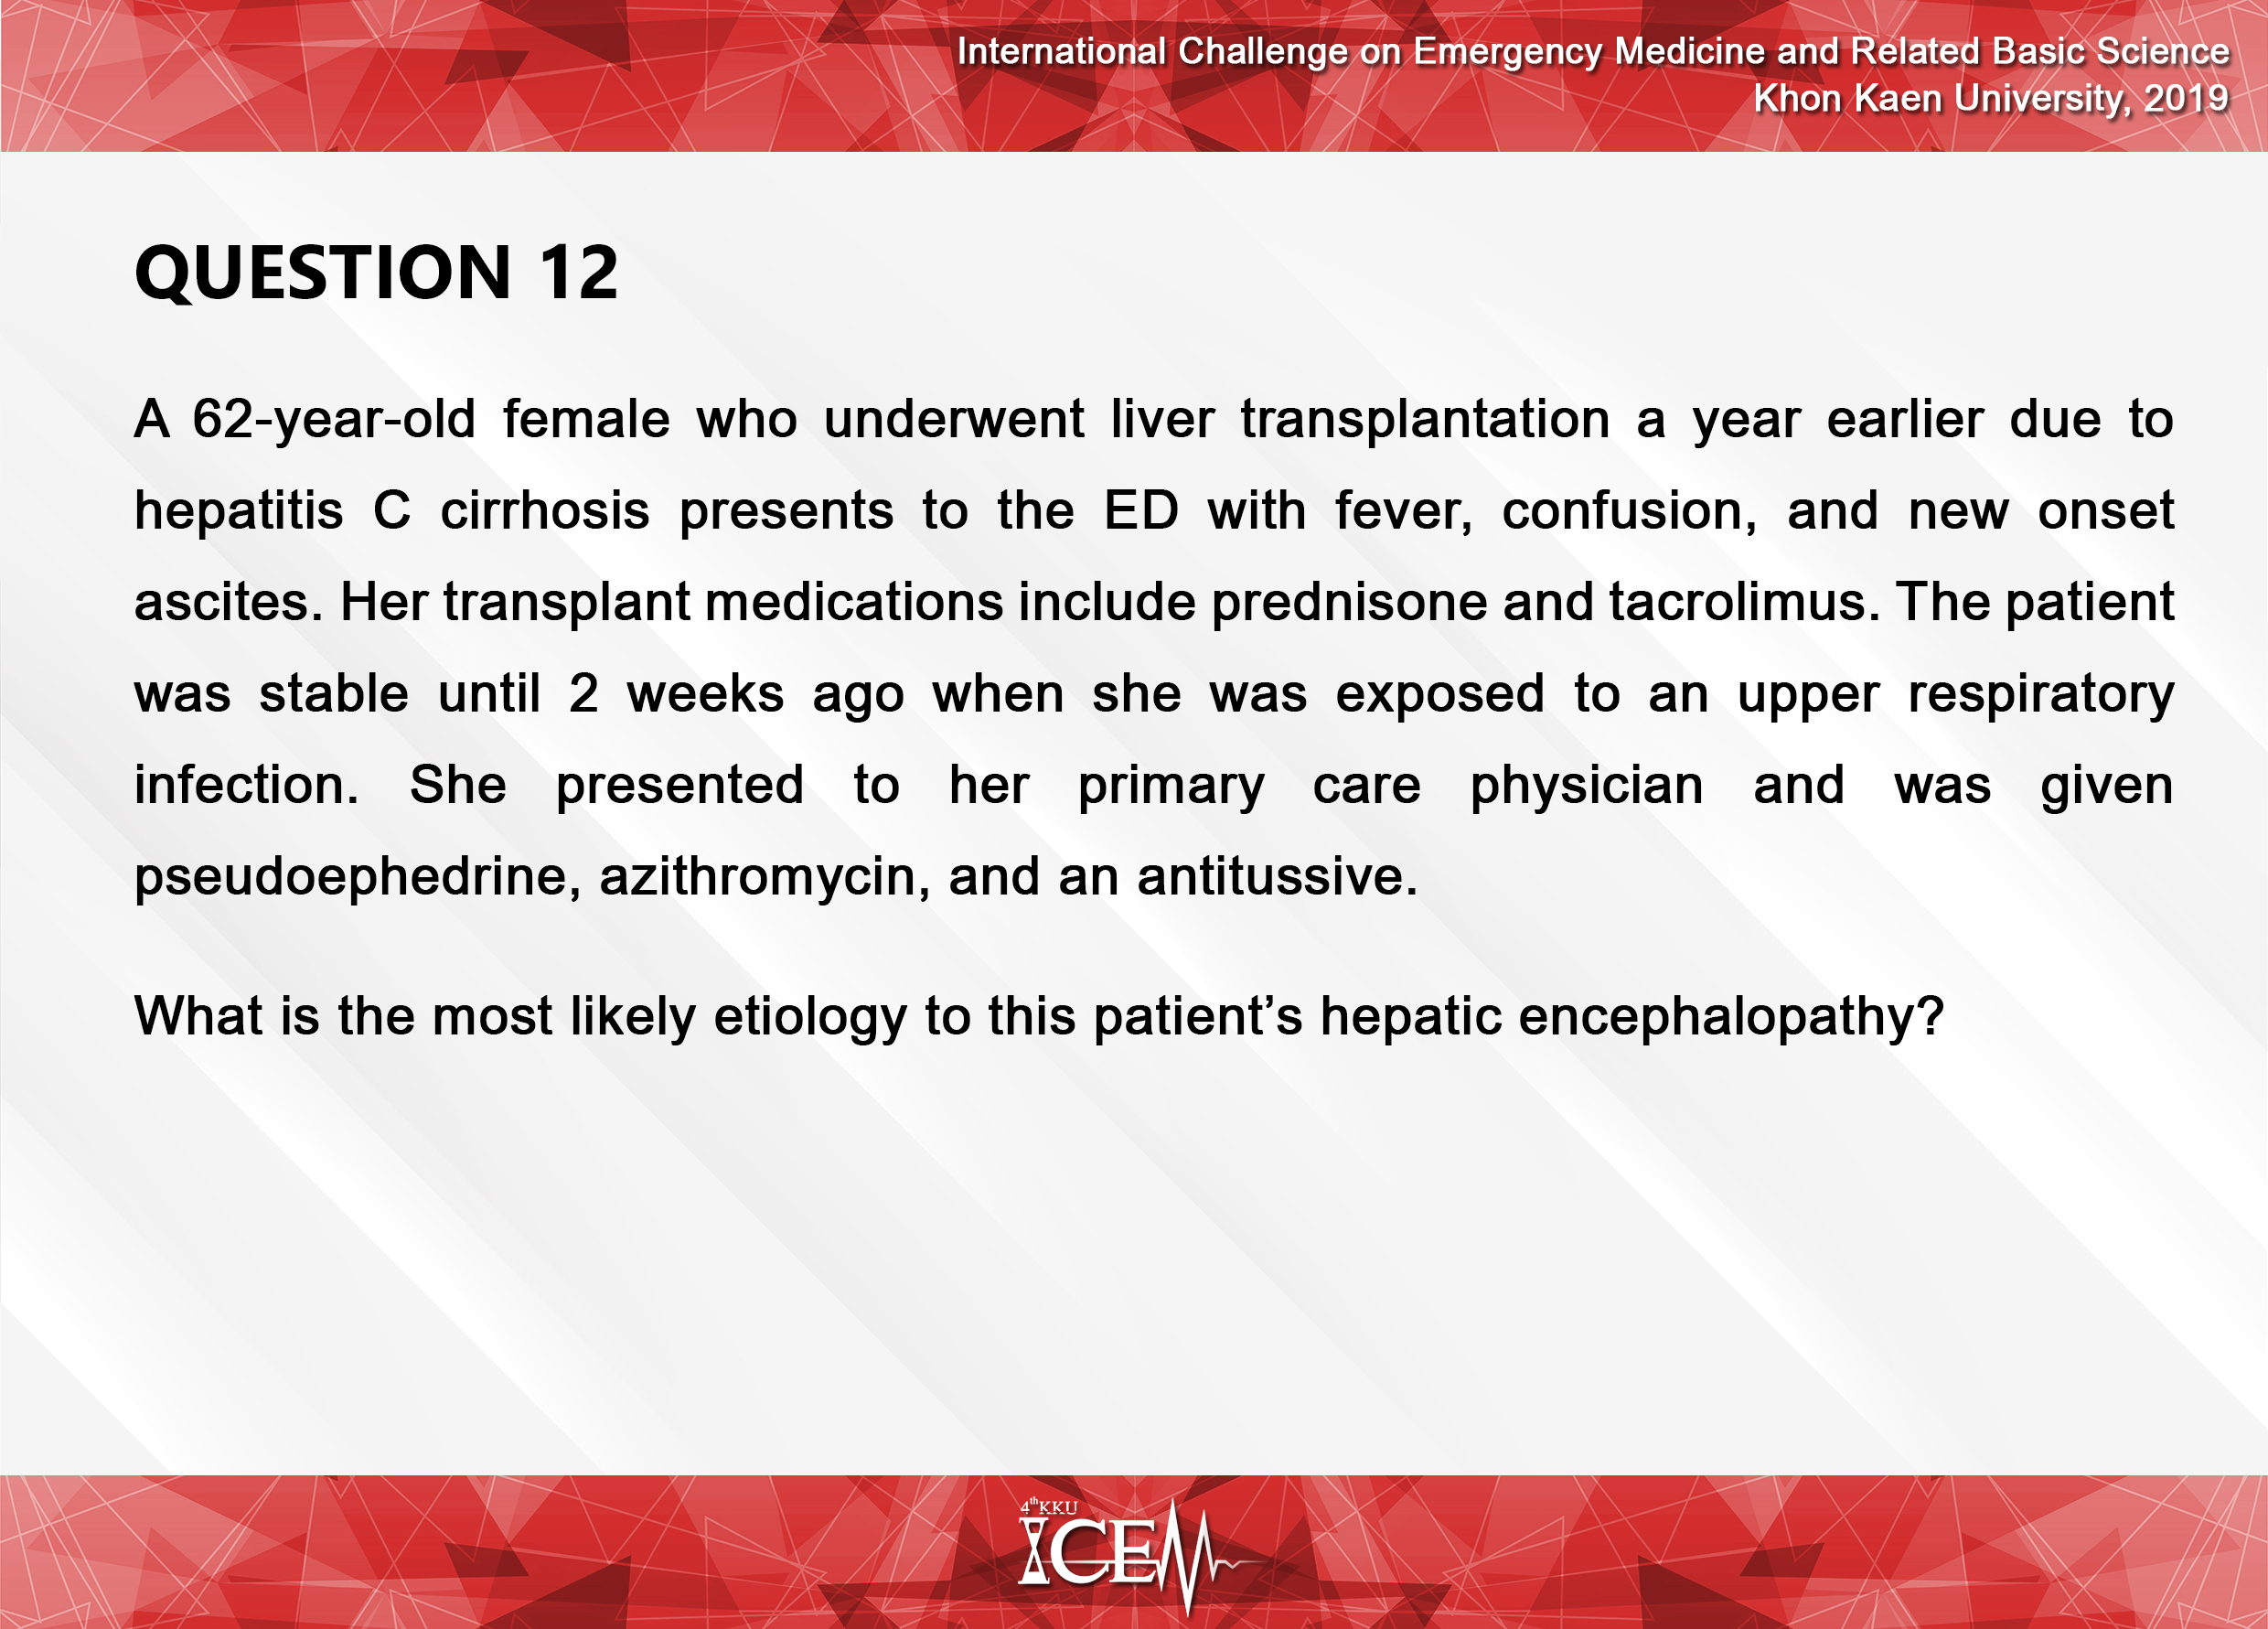 International Challenge on Emergency Medicine and Related Basic Science
Khon Kaen University, 2019
QUESTION 12
A 62-year-old female who underwent liver transplantation a year earlier due to
hepatitis C cirrhosis presents to the ED with fever, confusion, and new onset
ascites. Her transplant medications include prednisone and tacrolimus. The patient
was stable until 2 weeks ago when she was exposed to an upper respiratory
infection. She presented to her primary care physician and was given
pseudoephedrine, azithromycin, and an antitussive.
What is the most likely etiology to this patient’s hepatic encephalopathy?
4th KKU
ICEM